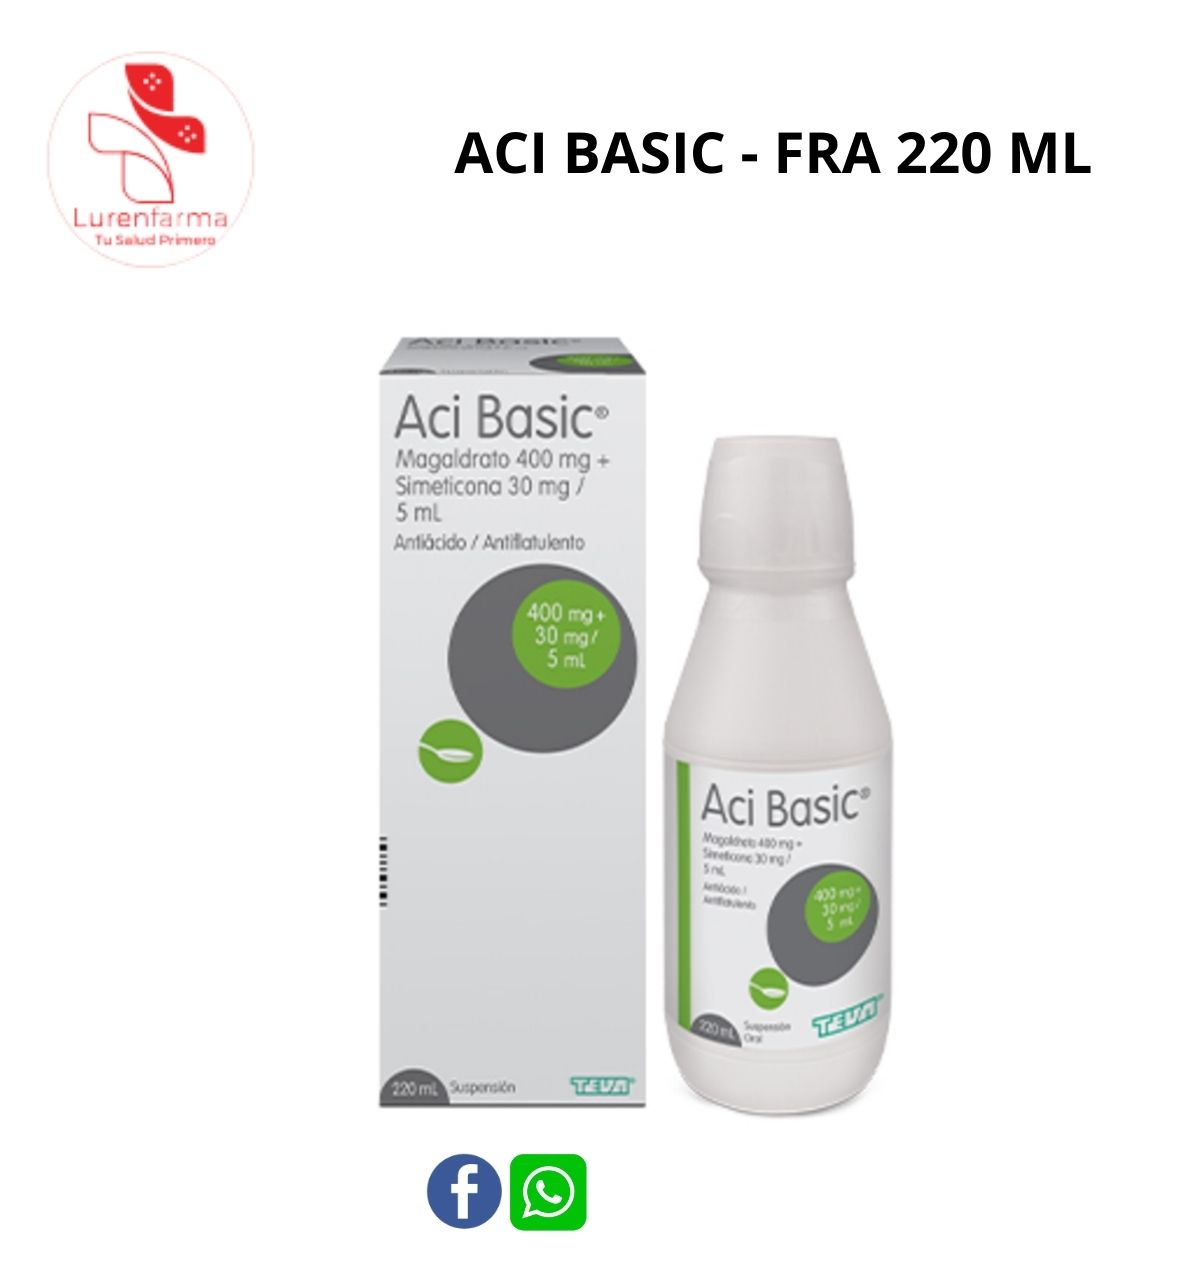 Lurenfarma
Tu Salud Primero
ACI BASIC - FRA 220 ML
Aci Basic®
Aci Basic®
Magaldrato 400 mg +
Simeticona 30 mg /
5 mL
Antiácido / Antiflatulento
400 mg +
30 mg /
5 mL
220 mL Suspensión
TEVA
Aci Basic®
Magaldrato 400 mg +
Simeticona 30 mg /
5 mL
Antiácido /
Antiflatulento
400 mg +
30 mg /
5 mL
220 mL
Suspensión
Oral
TEVA